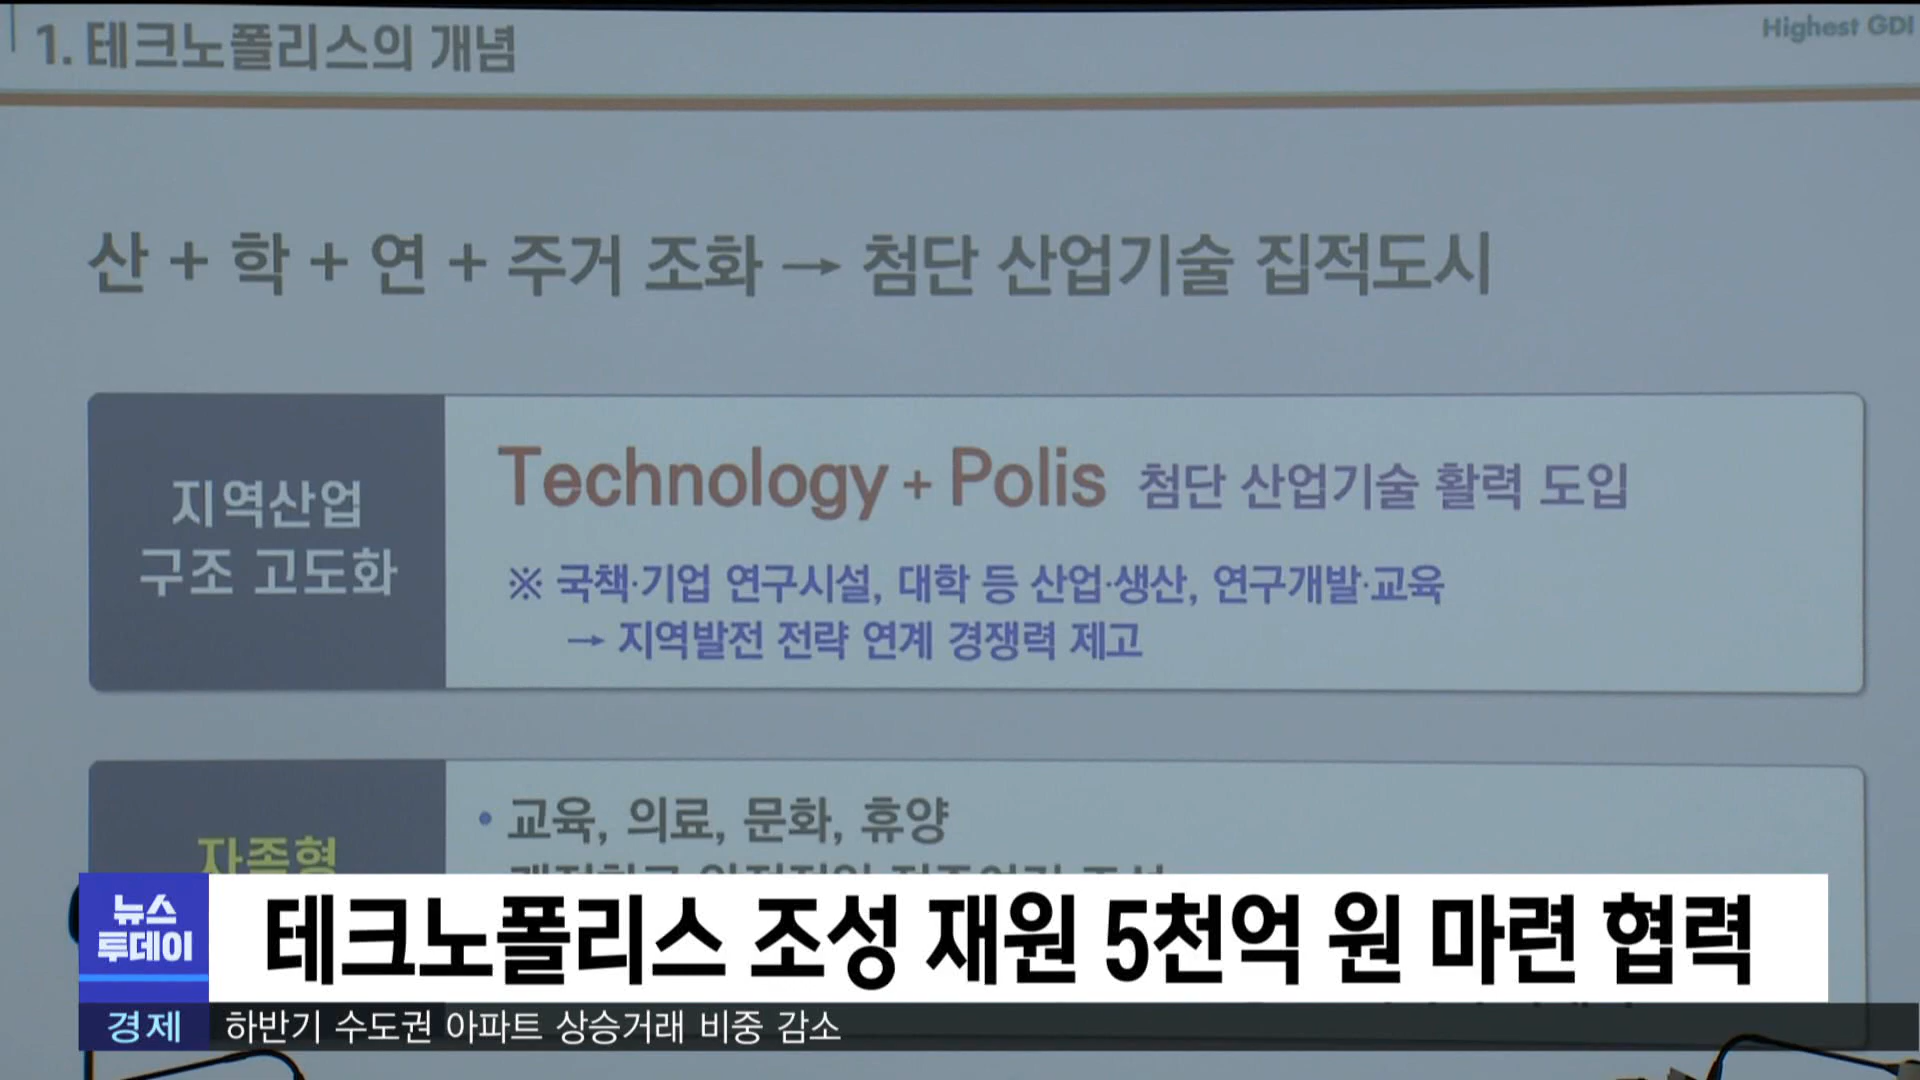 1. 테크노폴리스의 개념
Highest GDI
산 + 학 + 연 + 주거 조화 → 첨단 산업기술 집적도시
지역산업
구조 고도화
Technology + Polis 첨단 산업기술 활력 도입
※ 국책·기업 연구시설, 대학 등 산업·생산, 연구개발·교육
→ 지역발전 전략 연계 경쟁력 제고
자족형
• 교육, 의료, 문화, 휴양
뉴스
투데이
테크노폴리스 조성 재원 5천억 원 마련 협력
경제
하반기 수도권 아파트 상승거래 비중 감소